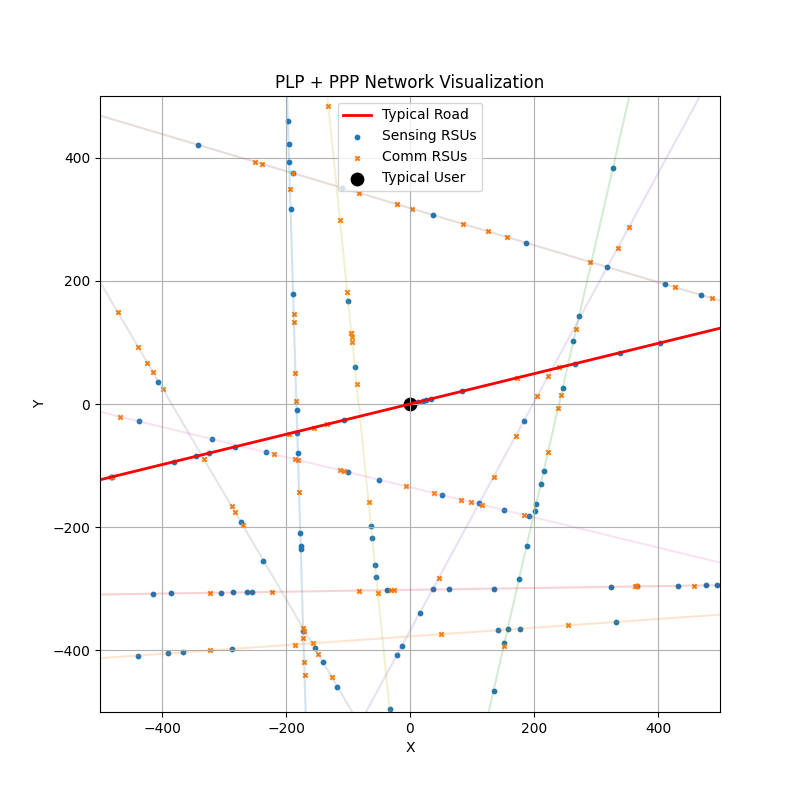 PLP + PPP Network Visualization
Typical Road
Sensing RSUs
Comm RSUs
Typical User
400
200
0
−200
−400
Y
−400
−200
0
200
400
X